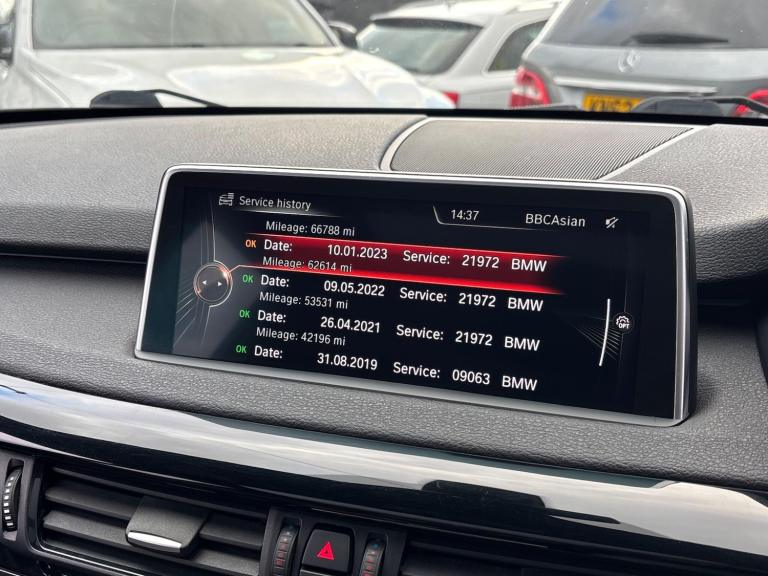 Service history 14:37 BBCAsian
Mileage: 66788 mi
OK Date: 10.01.2023 Service: 21972 BMW
Mileage: 62614 mi
OK Date: 09.05.2022 Service: 21972 BMW
Mileage: 53531 mi
OK Date: 26.04.2021 Service: 21972 BMW
Mileage: 42196 mi
OK Date: 31.08.2019 Service: 09063 BMW
OPT